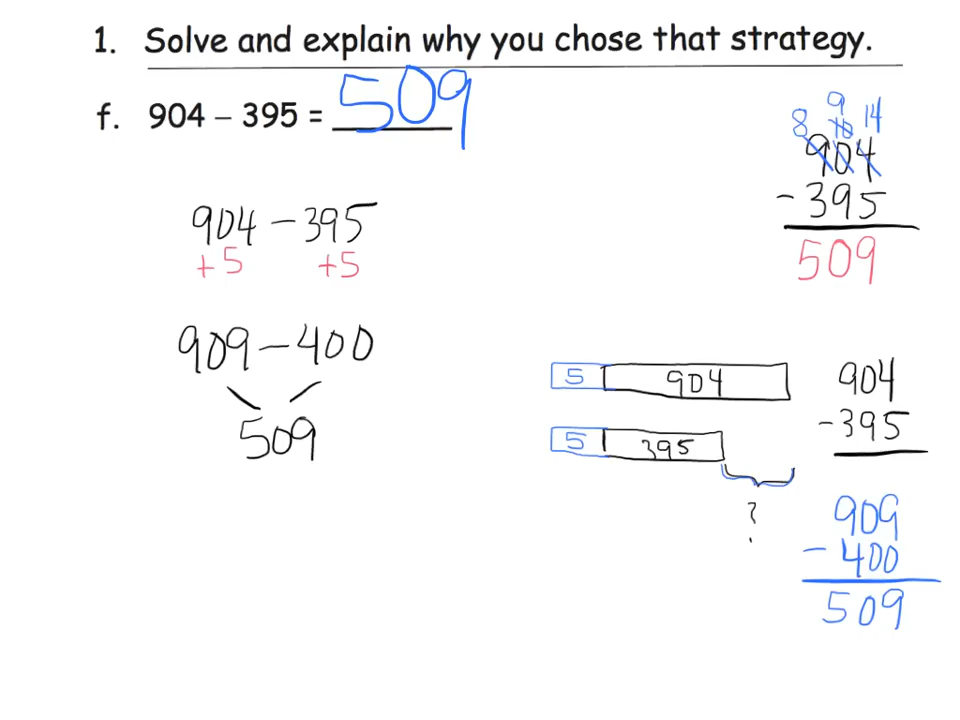 1. Solve and explain why you chose that strategy.
f. 904 – 395 = 509
904 – 395
+5 +5
909 – 400
509
8 9 14
10
904
- 395
509
5 904
5 395
?
904
- 395
909
- 400
509